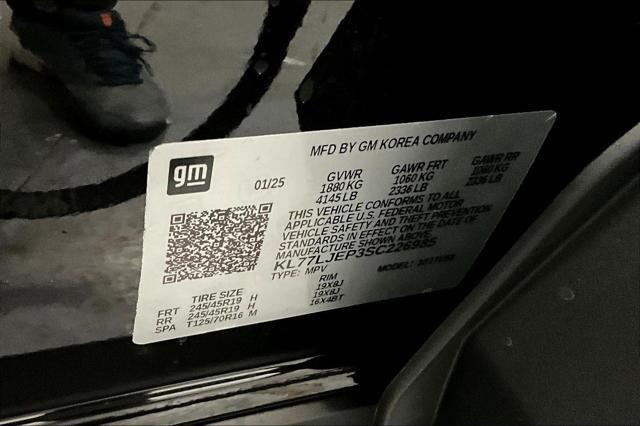 MFD BY GM KOREA COMPANY
gm
01/25
GVWR GAWR FRT GAWR RR
1880 KG 1060 KG 1060 KG
4145 LB 2336 LB 2336 LB
THIS VEHICLE CONFORMS TO ALL
APPLICABLE U.S. FEDERAL MOTOR
VEHICLE SAFETY AND THEFT PREVENTION
STANDARDS IN EFFECT ON THE DATE OF
MANUFACTURE SHOWN ABOVE.
KL77LJEP3SC226985
TYPE: MPV MODEL:
TIRE SIZE RIM
FRT 245/45R19 H 19X8J
RR 245/45R19 H 19X8J
SPA T125/70R16 M 16X4BT